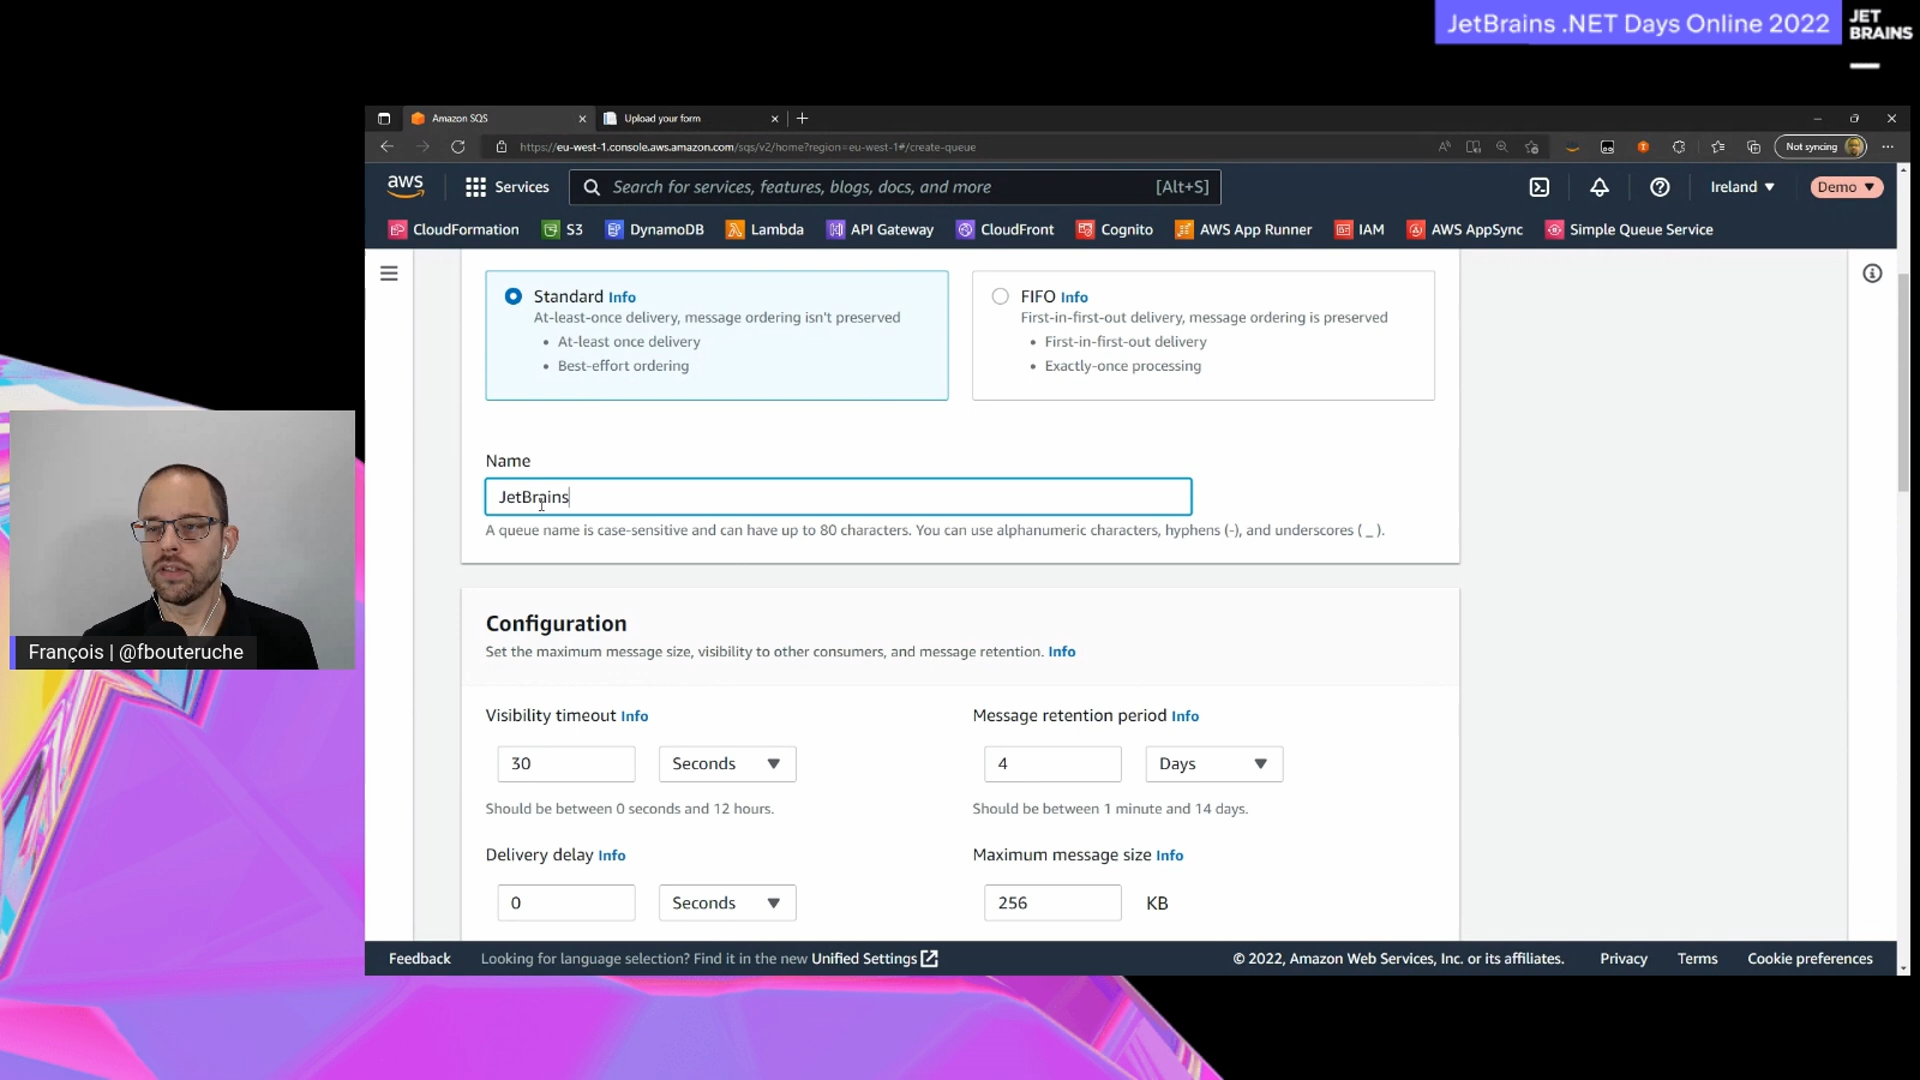 JetBrains .NET Days Online 2022
JET
BRAINS
Amazon SQS
Upload your form
https://eu-west-1.console.aws.amazon.com/sqs/v2/home?region=eu-west-1#/create-queue
Not syncing
aws
Services
Search for services, features, blogs, docs, and more
[Alt+S]
Ireland
Demo
CloudFormation
S3
DynamoDB
Lambda
API Gateway
CloudFront
Cognito
AWS App Runner
IAM
AWS AppSync
Simple Queue Service
Standard Info
At-least-once delivery, message ordering isn't preserved
• At-least once delivery
• Best-effort ordering
FIFO Info
First-in-first-out delivery, message ordering is preserved
• First-in-first-out delivery
• Exactly-once processing
Name
JetBrains
A queue name is case-sensitive and can have up to 80 characters. You can use alphanumeric characters, hyphens (-), and underscores ( _ ).
François | @fbouteruche
Configuration
Set the maximum message size, visibility to other consumers, and message retention. Info
Visibility timeout Info
30
Seconds
Should be between 0 seconds and 12 hours.
Message retention period Info
4
Days
Should be between 1 minute and 14 days.
Delivery delay Info
0
Seconds
Maximum message size Info
256
KB
Feedback
Looking for language selection? Find it in the new Unified Settings
© 2022, Amazon Web Services, Inc. or its affiliates.
Privacy
Terms
Cookie preferences